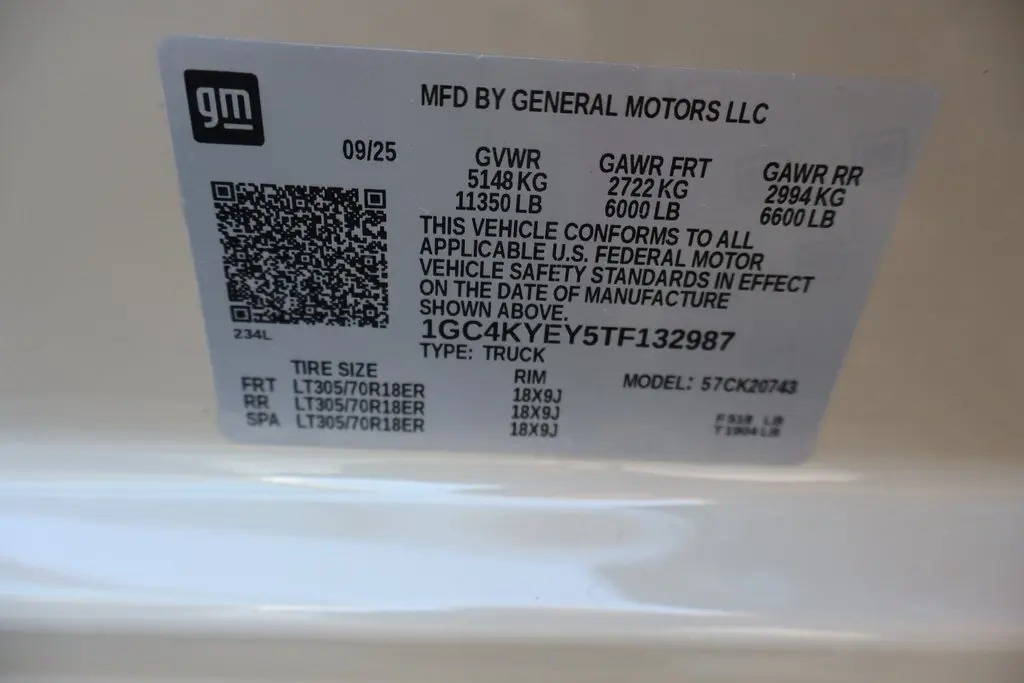 gm
MFD BY GENERAL MOTORS LLC
09/25
GVWR GAWR FRT GAWR RR
5148 KG 2722 KG 2994 KG
11350 LB 6000 LB 6600 LB
THIS VEHICLE CONFORMS TO ALL
APPLICABLE U.S. FEDERAL MOTOR
VEHICLE SAFETY STANDARDS IN EFFECT
ON THE DATE OF MANUFACTURE
SHOWN ABOVE.
234L
1GC4KYEY5TF132987
TYPE: TRUCK
TIRE SIZE RIM MODEL: 57CK20743
FRT LT305/70R18ER 18X9J
RR LT305/70R18ER 18X9J
SPA LT305/70R18ER 18X9J
LB
LB